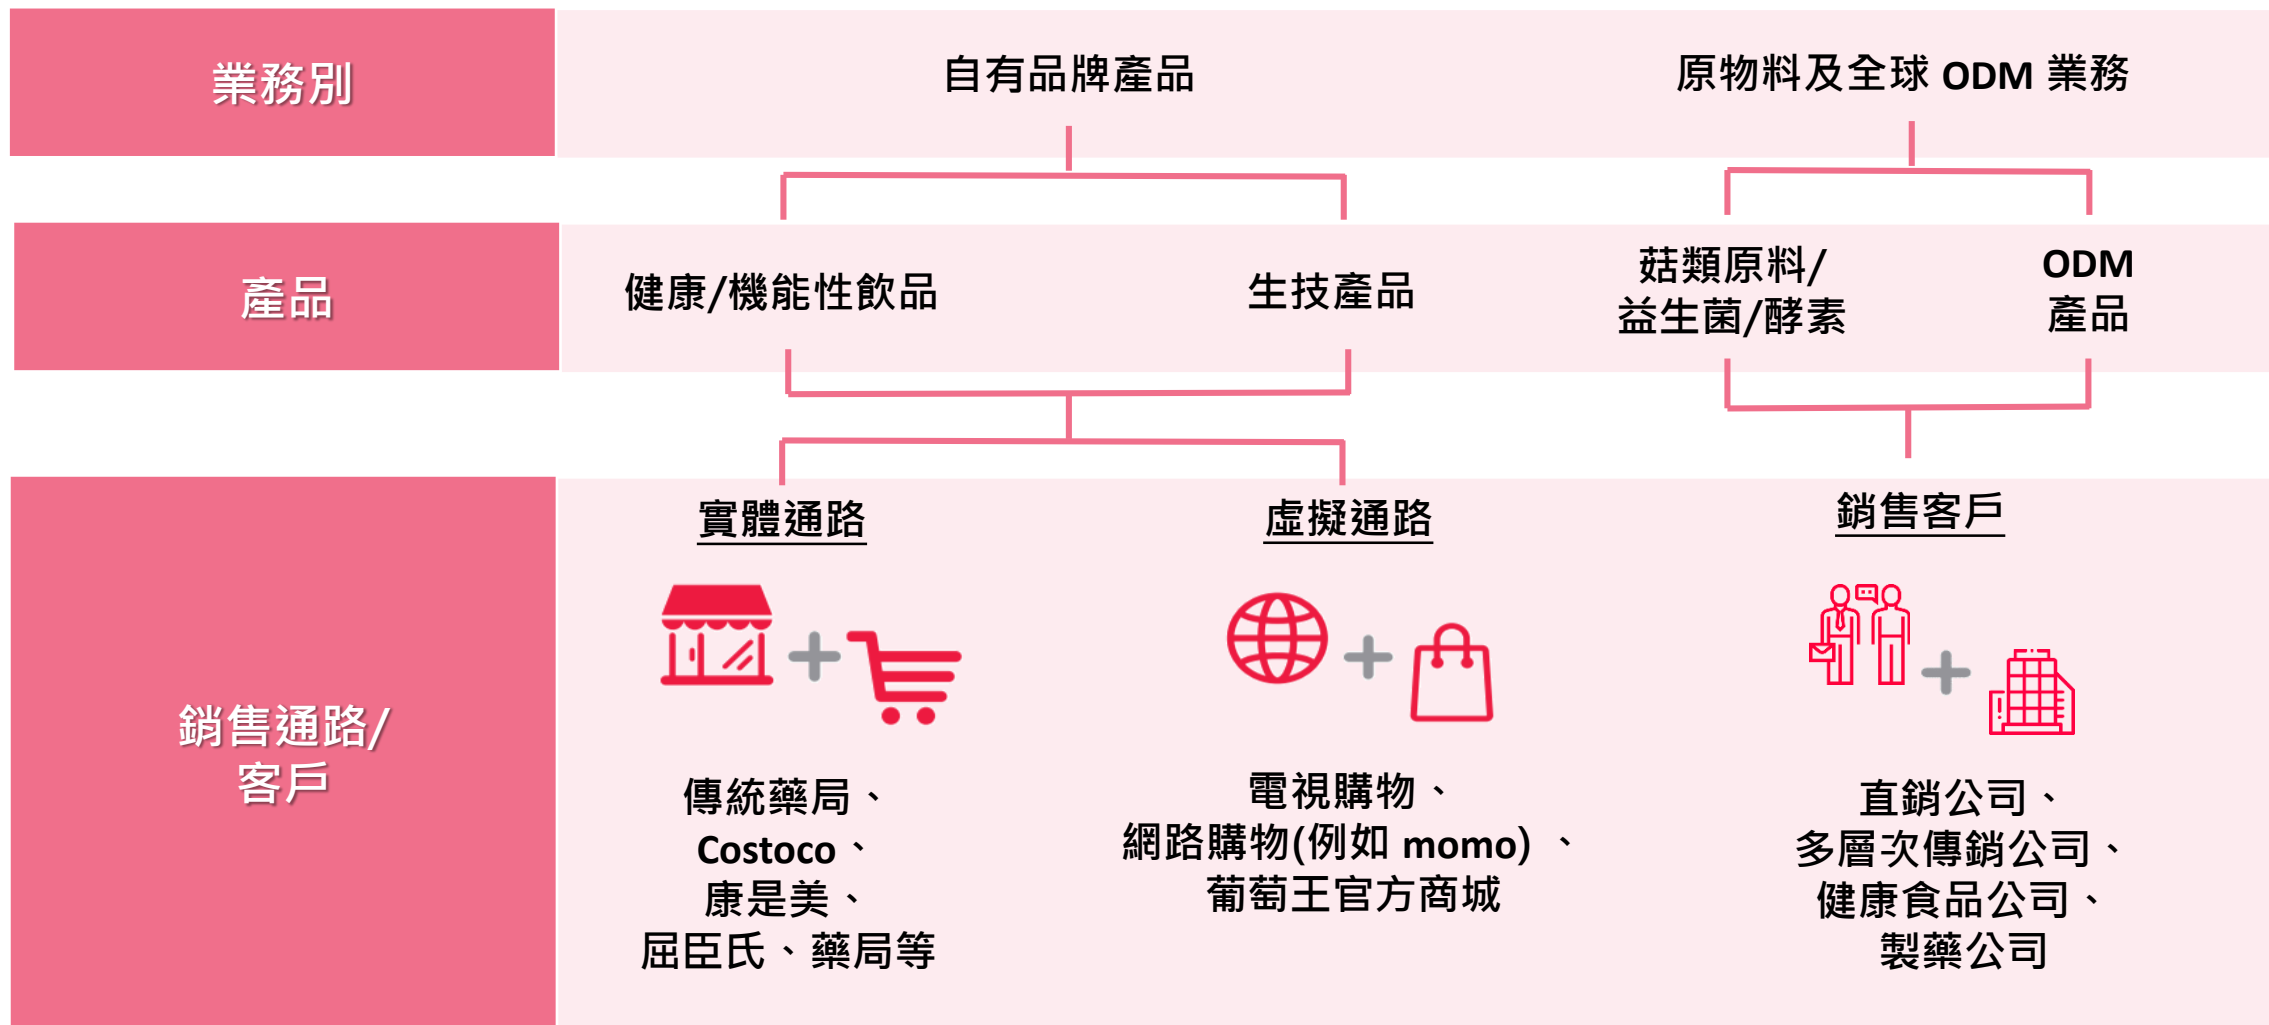 業務別
自有品牌產品
原物料及全球 ODM 業務
產品
健康/機能性飲品
生技產品
菇類原料/
益生菌/酵素
ODM
產品
銷售通路/
客戶
實體通路
傳統藥局、
Costoco、
康是美、
屈臣氏、藥局等
虛擬通路
電視購物、
網路購物(例如 momo) 、
葡萄王官方商城
銷售客戶
直銷公司、
多層次傳銷公司、
健康食品公司、
製藥公司